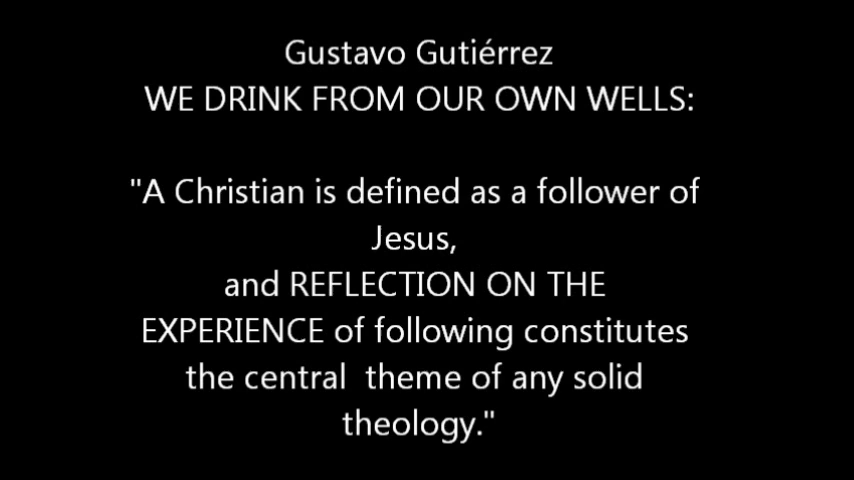 Gustavo Gutiérrez
WE DRINK FROM OUR OWN WELLS:
"A Christian is defined as a follower of
Jesus,
and REFLECTION ON THE
EXPERIENCE of following constitutes
the central  theme of any solid
theology."